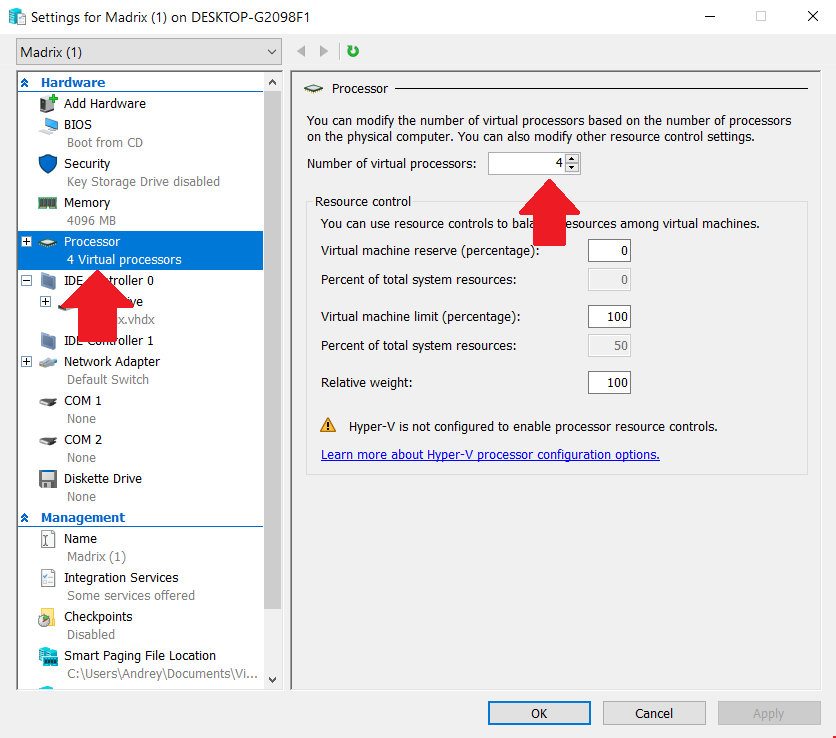 Settings for Madrix (1) on DESKTOP-G2098F1
Madrix (1)
Hardware
Add Hardware
BIOS
Boot from CD
Security
Key Storage Drive disabled
Memory
4096 MB
Processor
4 Virtual processors
IDE Controller 0
x.vhdx
IDE Controller 1
Network Adapter
Default Switch
COM 1
None
COM 2
None
Diskette Drive
None
Management
Name
Madrix (1)
Integration Services
Some services offered
Checkpoints
Disabled
Smart Paging File Location
C:\Users\Andrey\Documents\Vi...
Processor
You can modify the number of virtual processors based on the number of processors
on the physical computer. You can also modify other resource control settings.
Number of virtual processors: 4
Resource control
You can use resource controls to balance resources among virtual machines.
Virtual machine reserve (percentage): 0
Percent of total system resources: 0
Virtual machine limit (percentage): 100
Percent of total system resources: 50
Relative weight: 100
Hyper-V is not configured to enable processor resource controls.
Learn more about Hyper-V processor configuration options.
OK
Cancel
Apply